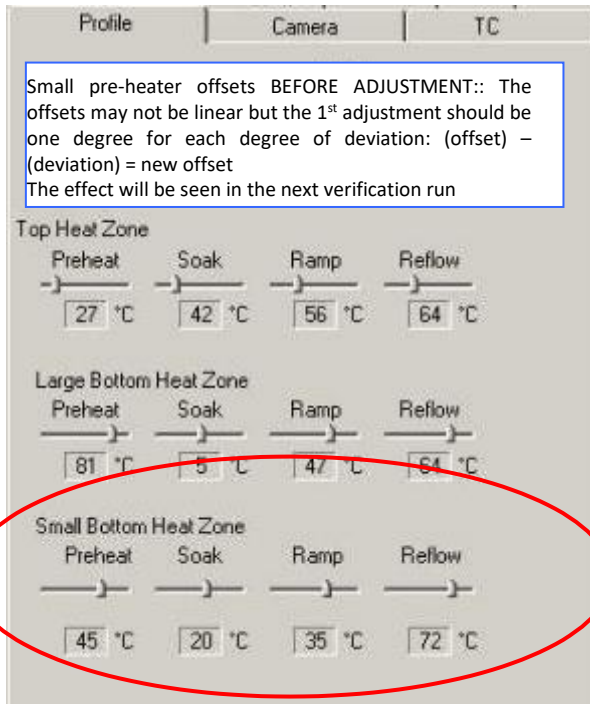 Profile Camera TC
Small pre-heater offsets BEFORE ADJUSTMENT:: The
offsets may not be linear but the 1st adjustment should be
one degree for each degree of deviation: (offset) –
(deviation) = new offset
The effect will be seen in the next verification run
Top Heat Zone
Preheat Soak Ramp Reflow
27 °C 42 °C 56 °C 64 °C
Large Bottom Heat Zone
Preheat Soak Ramp Reflow
81 °C 5 °C 47 °C 64 °C
Small Bottom Heat Zone
Preheat Soak Ramp Reflow
45 °C 20 °C 35 °C 72 °C